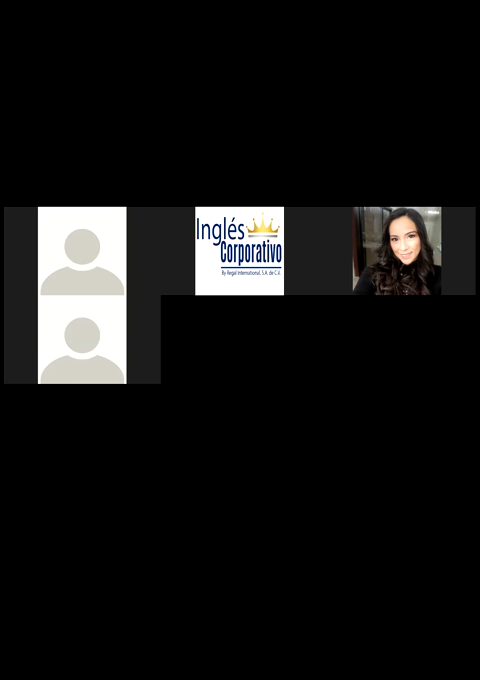 Inglés
Corporativo
By Regal International, S.A. de C.V.